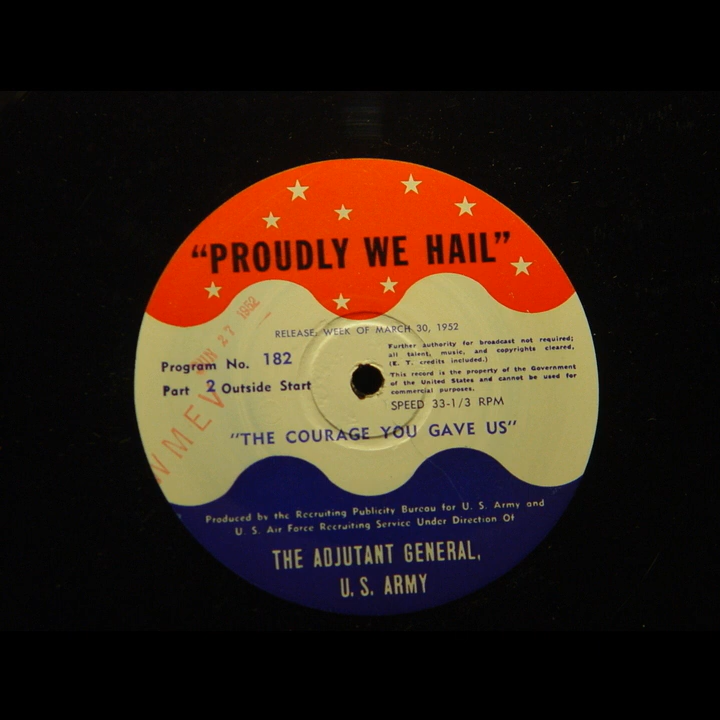 "PROUDLY WE HAIL"
RELEASE: WEEK OF MARCH 30, 1952
JUN 27 1952
Program No. 182
Part 2 Outside Start
Further authority for broadcast not required;
all talent, music, and copyrights cleared,
(E. T. credits included.)
This record is the property of the Government
of the United States and cannot be used for
commercial purposes.
SPEED 33-1/3 RPM
WMEV
"THE COURAGE YOU GAVE US"
Produced by the Recruiting Publicity Bureau for U. S. Army and
U. S. Air Force Recruiting Service Under Direction Of
THE ADJUTANT GENERAL,
U. S. ARMY